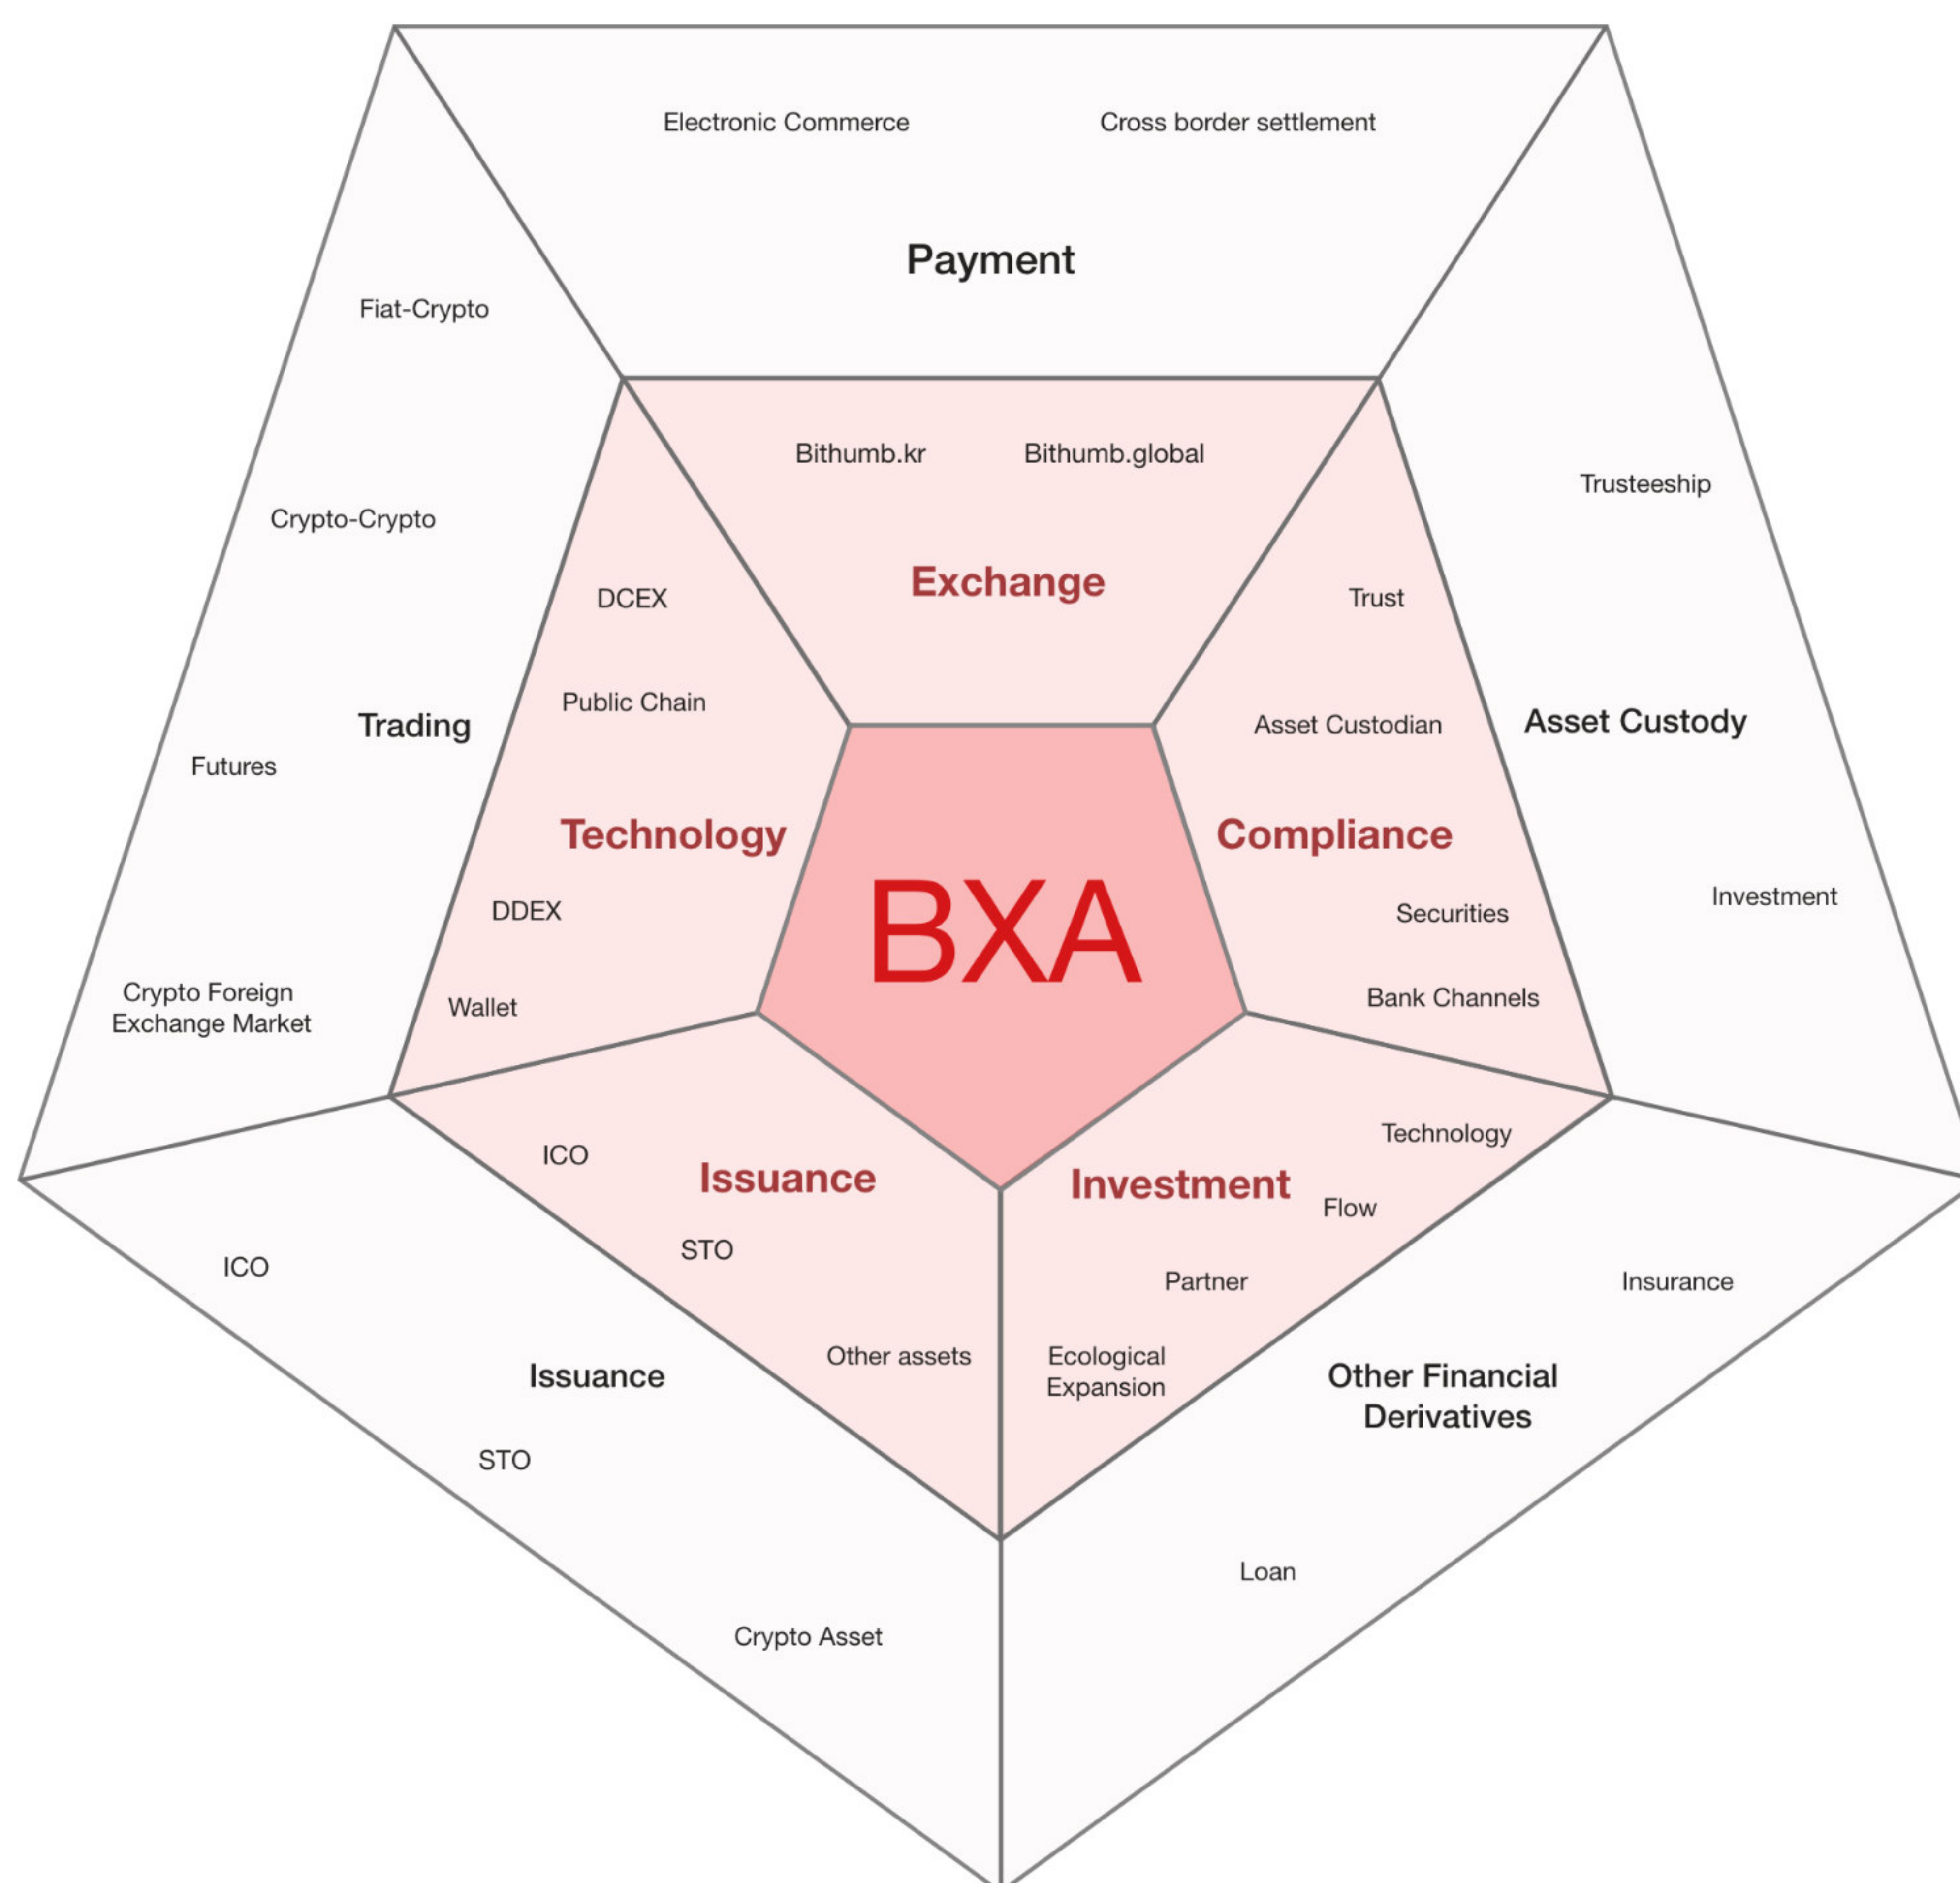 Electronic Commerce
Cross border settlement
Payment
Fiat-Crypto
Crypto-Crypto
Futures
Trading
Crypto Foreign
Exchange Market
Bithumb.kr
Bithumb.global
Exchange
DCEX
Public Chain
Technology
DDEX
Wallet
BXA
Trust
Asset Custodian
Compliance
Securities
Bank Channels
Trusteeship
Asset Custody
Investment
ICO
Issuance
STO
Other assets
Technology
Investment
Flow
Partner
Ecological
Expansion
ICO
Issuance
STO
Crypto Asset
Insurance
Other Financial
Derivatives
Loan